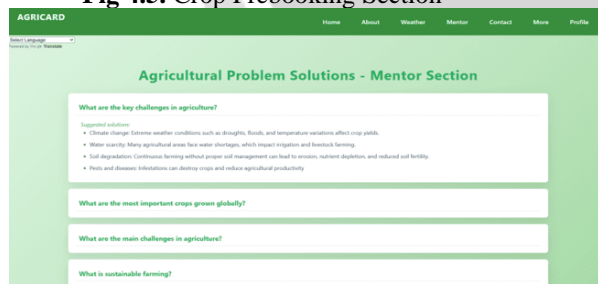 Fig 4.3. Crop Prebooking Section
AGRICARD
Home About Weather Mentor Contact More Profile
Select Language
Powered by Google Translate
Agricultural Problem Solutions - Mentor Section
What are the key challenges in agriculture?
Suggested solutions:
• Climate change: Extreme weather conditions such as droughts, floods, and temperature variations affect crop yields.
• Water scarcity: Many agricultural areas face water shortages, which impact irrigation and livestock farming.
• Soil degradation: Continuous farming without proper soil management can lead to erosion, nutrient depletion, and reduced soil fertility.
• Pests and diseases: Infestations can destroy crops and reduce agricultural productivity
What are the most important crops grown globally?
What are the main challenges in agriculture?
What is sustainable farming?